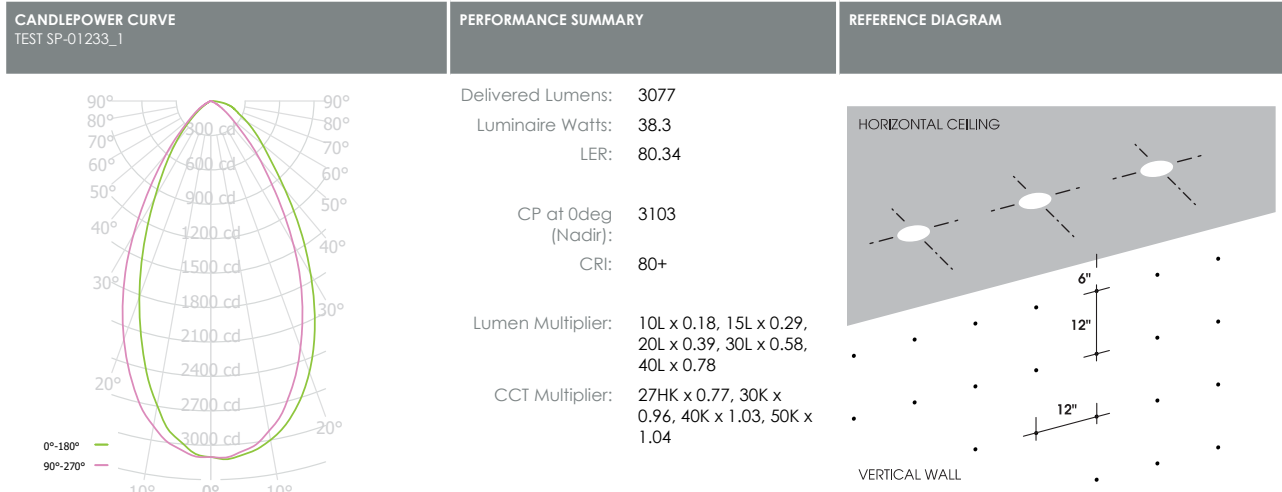 CANDLEPOWER CURVE
TEST SP-01233_1
90° 90°
80° 80°
70° 70°
60° 60°
50° 50°
40° 40°
30° 30°
20° 20°
10° 0° 10°
300 cd
600 cd
900 cd
1200 cd
1500 cd
1800 cd
2100 cd
2400 cd
2700 cd
3000 cd
0°-180°
90°-270°
PERFORMANCE SUMMARY
Delivered Lumens: 3077
Luminaire Watts: 38.3
LER: 80.34
CP at 0deg 3103
(Nadir):
CRI: 80+
Lumen Multiplier: 10L x 0.18, 15L x 0.29,
20L x 0.39, 30L x 0.58,
40L x 0.78
CCT Multiplier: 27HK x 0.77, 30K x
0.96, 40K x 1.03, 50K x
1.04
REFERENCE DIAGRAM
HORIZONTAL CEILING
6"
12"
12"
VERTICAL WALL